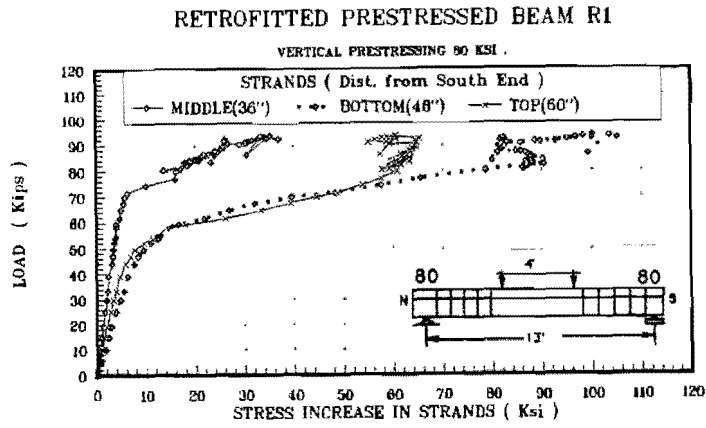 RETROFITTED PRESTRESSED BEAM R1
VERTICAL PRESTRESSING 80 KSI .
STRANDS ( Dist. from South End )
MIDDLE(36") BOTTOM(48") TOP(60")
LOAD ( Kips )
120
110
100
90
80
70
60
50
40
30
20
10
0
4'
80 80
N S
13'
0 10 20 30 40 50 60 70 80 90 100 110 120
STRESS INCREASE IN STRANDS ( Ksi )